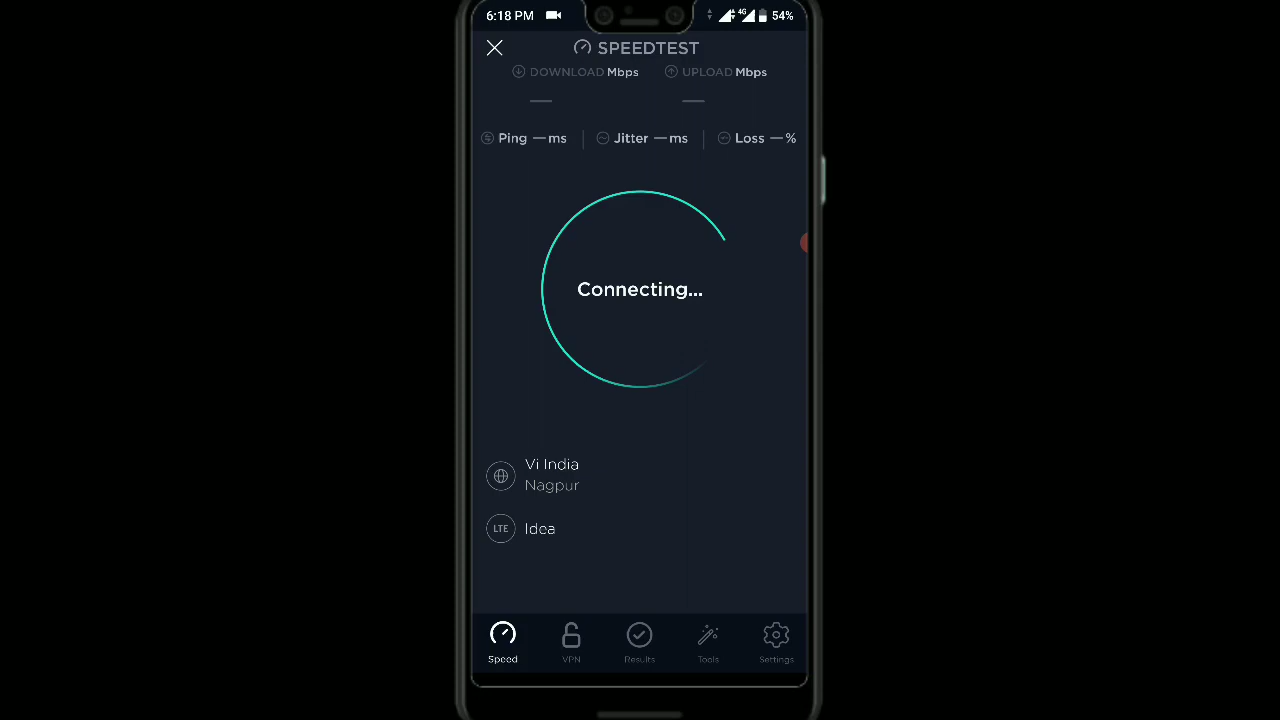 6:18 PM 4G 54%
SPEEDTEST
DOWNLOAD Mbps UPLOAD Mbps
— —
Ping — ms Jitter — ms Loss — %
Connecting...
Vi India
Nagpur
LTE Idea
Speed VPN Results Tools Settings